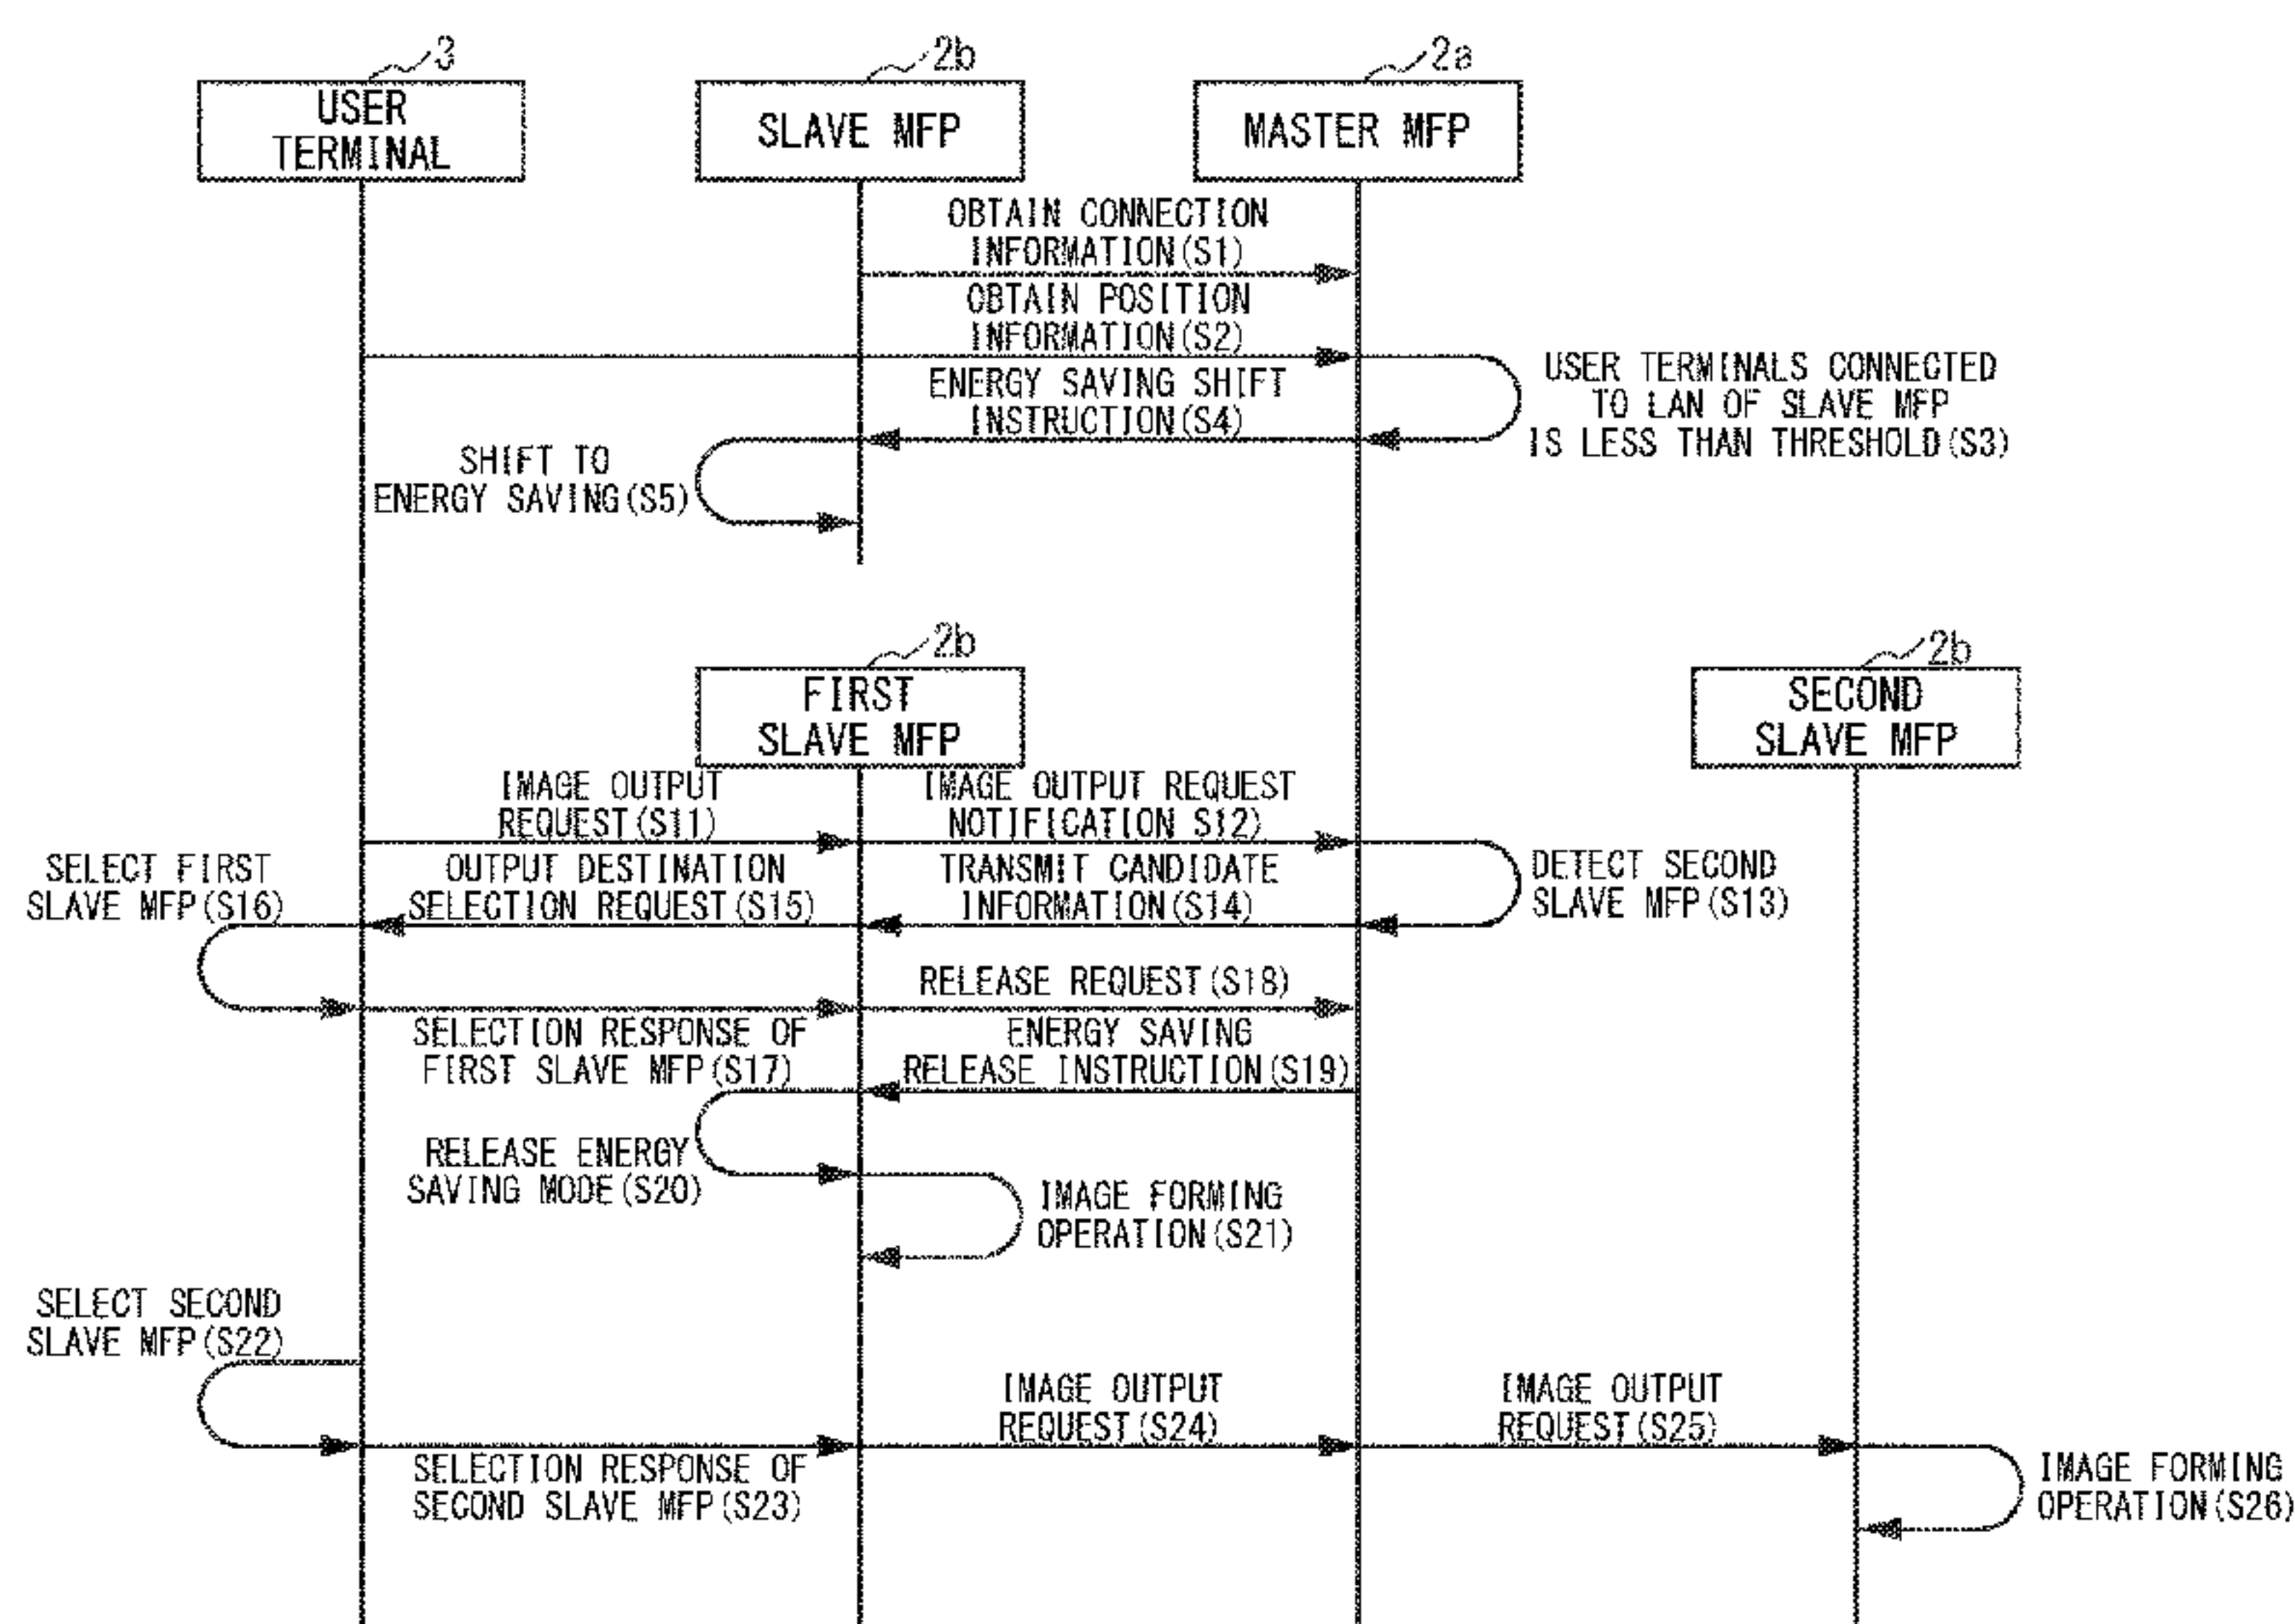 3
2b
2a
USER
TERMINAL
SLAVE MFP
MASTER MFP
OBTAIN CONNECTION
INFORMATION(S1)
OBTAIN POSITION
INFORMATION(S2)
USER TERMINALS CONNECTED
TO LAN OF SLAVE MFP
IS LESS THAN THRESHOLD(S3)
ENERGY SAVING SHIFT
INSTRUCTION(S4)
SHIFT TO
ENERGY SAVING(S5)
2b
2b
FIRST
SLAVE MFP
SECOND
SLAVE MFP
IMAGE OUTPUT
REQUEST(S11)
IMAGE OUTPUT REQUEST
NOTIFICATION S12)
DETECT SECOND
SLAVE MFP(S13)
TRANSMIT CANDIDATE
INFORMATION(S14)
OUTPUT DESTINATION
SELECTION REQUEST(S15)
SELECT FIRST
SLAVE MFP(S16)
SELECTION RESPONSE OF
FIRST SLAVE MFP(S17)
RELEASE REQUEST(S18)
ENERGY SAVING
RELEASE INSTRUCTION(S19)
RELEASE ENERGY
SAVING MODE(S20)
IMAGE FORMING
OPERATION(S21)
SELECT SECOND
SLAVE MFP(S22)
SELECTION RESPONSE OF
SECOND SLAVE MFP(S23)
IMAGE OUTPUT
REQUEST(S24)
IMAGE OUTPUT
REQUEST(S25)
IMAGE FORMING
OPERATION(S26)